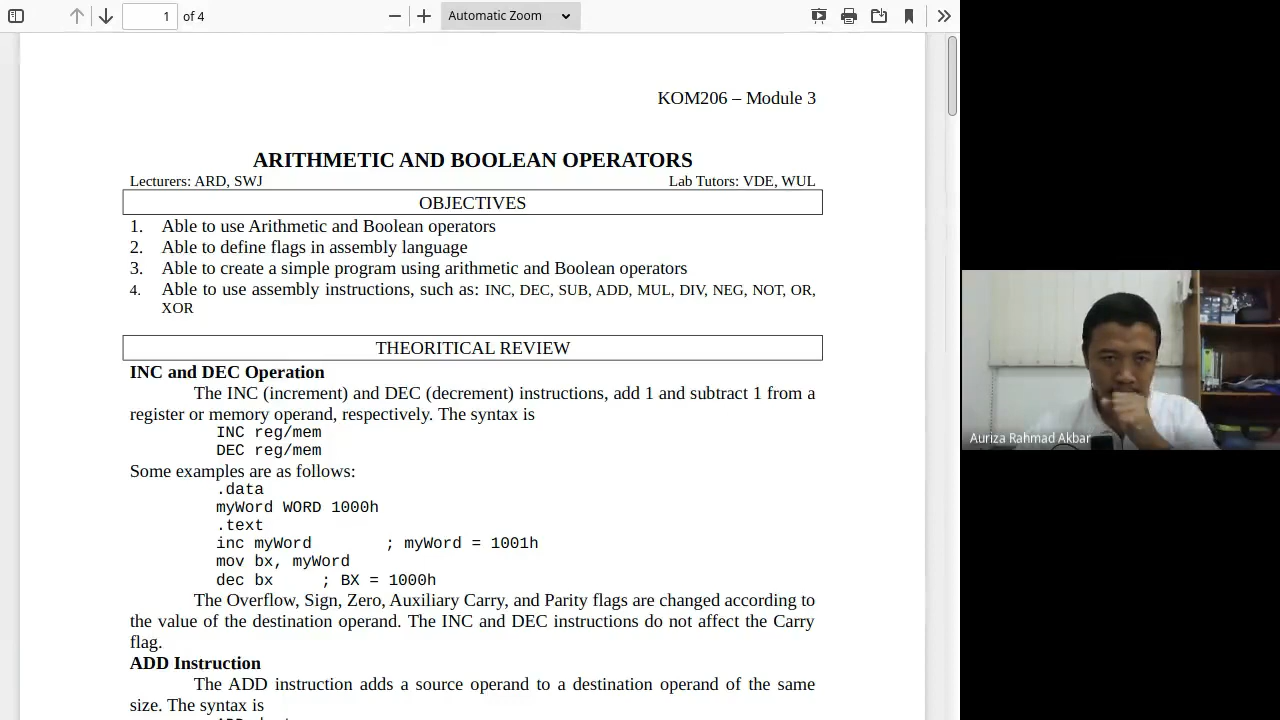 1 of 4 Automatic Zoom
KOM206 – Module 3
ARITHMETIC AND BOOLEAN OPERATORS
Lecturers: ARD, SWJ Lab Tutors: VDE, WUL
OBJECTIVES
1. Able to use Arithmetic and Boolean operators
2. Able to define flags in assembly language
3. Able to create a simple program using arithmetic and Boolean operators
4. Able to use assembly instructions, such as: INC, DEC, SUB, ADD, MUL, DIV, NEG, NOT, OR,
XOR
THEORITICAL REVIEW
INC and DEC Operation
The INC (increment) and DEC (decrement) instructions, add 1 and subtract 1 from a
register or memory operand, respectively. The syntax is
INC reg/mem
DEC reg/mem
Some examples are as follows:
.data
myWord WORD 1000h
.text
inc myWord ; myWord = 1001h
mov bx, myWord
dec bx ; BX = 1000h
The Overflow, Sign, Zero, Auxiliary Carry, and Parity flags are changed according to
the value of the destination operand. The INC and DEC instructions do not affect the Carry
flag.
ADD Instruction
The ADD instruction adds a source operand to a destination operand of the same
size. The syntax is
Auriza Rahmad Akbar